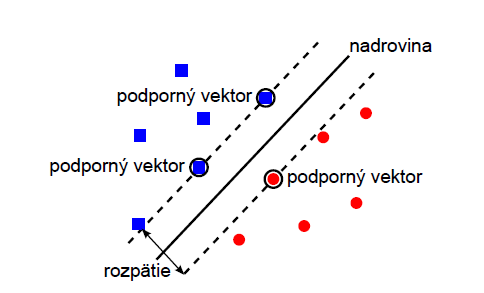 nadrovina
podporný vektor
podporný vektor
podporný vektor
rozpätie